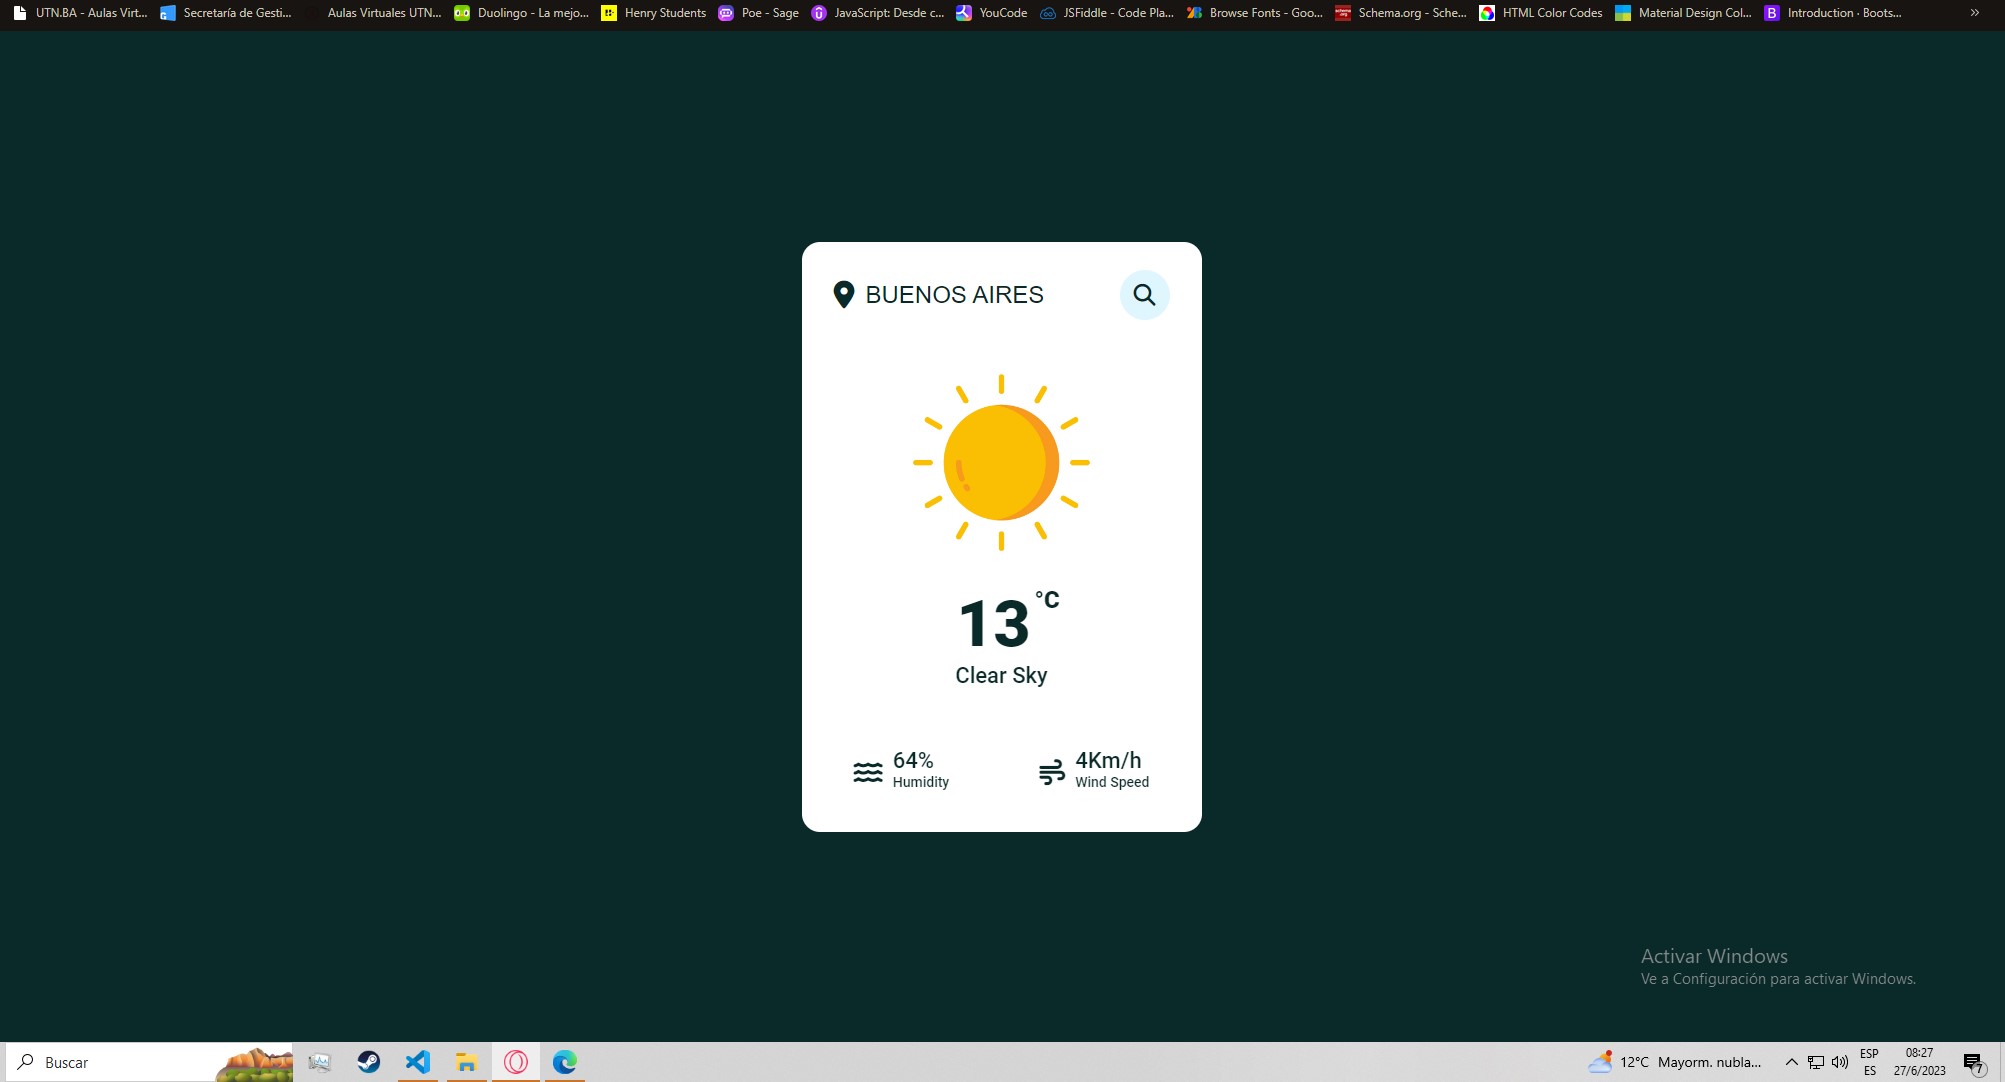 UTN.BA - Aulas Virt...
Secretaría de Gesti...
Aulas Virtuales UTN...
Duolingo - La mejo...
Henry Students
Poe - Sage
JavaScript: Desde c...
YouCode
JSFiddle - Code Pla...
Browse Fonts - Goo...
Schema.org - Sche...
HTML Color Codes
Material Design Col...
B
Introduction · Boots...
»
BUENOS AIRES
13 °C
Clear Sky
64%
Humidity
4Km/h
Wind Speed
Activar Windows
Ve a Configuración para activar Windows.
Buscar
12°C Mayorm. nubla...
ESP
ES
08:27
27/6/2023
7